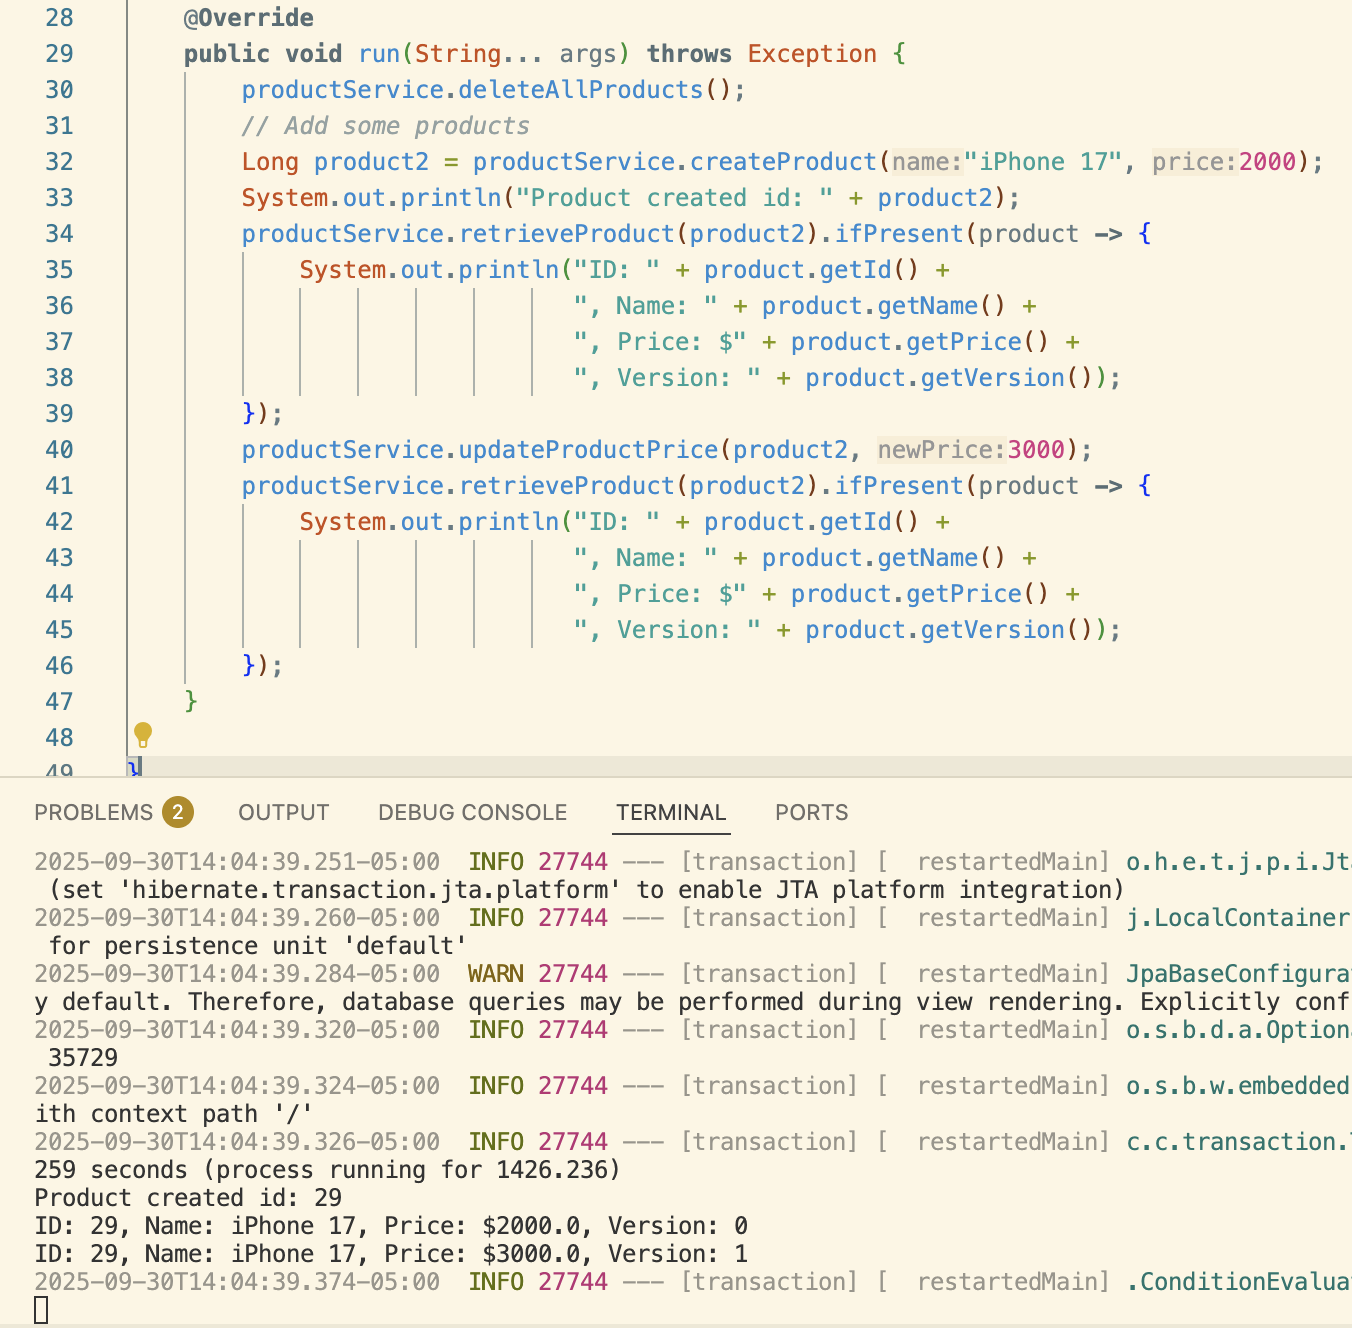 28 @Override
29 public void run(String... args) throws Exception {
30 productService.deleteAllProducts();
31 // Add some products
32 Long product2 = productService.createProduct(name:"iPhone 17", price:2000);
33 System.out.println("Product created id: " + product2);
34 productService.retrieveProduct(product2).ifPresent(product -> {
35 System.out.println("ID: " + product.getId() +
36 ", Name: " + product.getName() +
37 ", Price: $" + product.getPrice() +
38 ", Version: " + product.getVersion());
39 });
40 productService.updateProductPrice(product2, newPrice:3000);
41 productService.retrieveProduct(product2).ifPresent(product -> {
42 System.out.println("ID: " + product.getId() +
43 ", Name: " + product.getName() +
44 ", Price: $" + product.getPrice() +
45 ", Version: " + product.getVersion());
46 });
47 }
48
49 }
PROBLEMS 2 OUTPUT DEBUG CONSOLE TERMINAL PORTS
2025-09-30T14:04:39.251-05:00 INFO 27744 --- [transaction] [ restartedMain] o.h.e.t.j.p.i.Jt
(set 'hibernate.transaction.jta.platform' to enable JTA platform integration)
2025-09-30T14:04:39.260-05:00 INFO 27744 --- [transaction] [ restartedMain] j.LocalContainer
for persistence unit 'default'
2025-09-30T14:04:39.284-05:00 WARN 27744 --- [transaction] [ restartedMain] JpaBaseConfigura
y default. Therefore, database queries may be performed during view rendering. Explicitly conf
2025-09-30T14:04:39.320-05:00 INFO 27744 --- [transaction] [ restartedMain] o.s.b.d.a.Option
35729
2025-09-30T14:04:39.324-05:00 INFO 27744 --- [transaction] [ restartedMain] o.s.b.w.embedded
ith context path '/'
2025-09-30T14:04:39.326-05:00 INFO 27744 --- [transaction] [ restartedMain] c.c.transaction.
259 seconds (process running for 1426.236)
Product created id: 29
ID: 29, Name: iPhone 17, Price: $2000.0, Version: 0
ID: 29, Name: iPhone 17, Price: $3000.0, Version: 1
2025-09-30T14:04:39.374-05:00 INFO 27744 --- [transaction] [ restartedMain] .ConditionEvalua